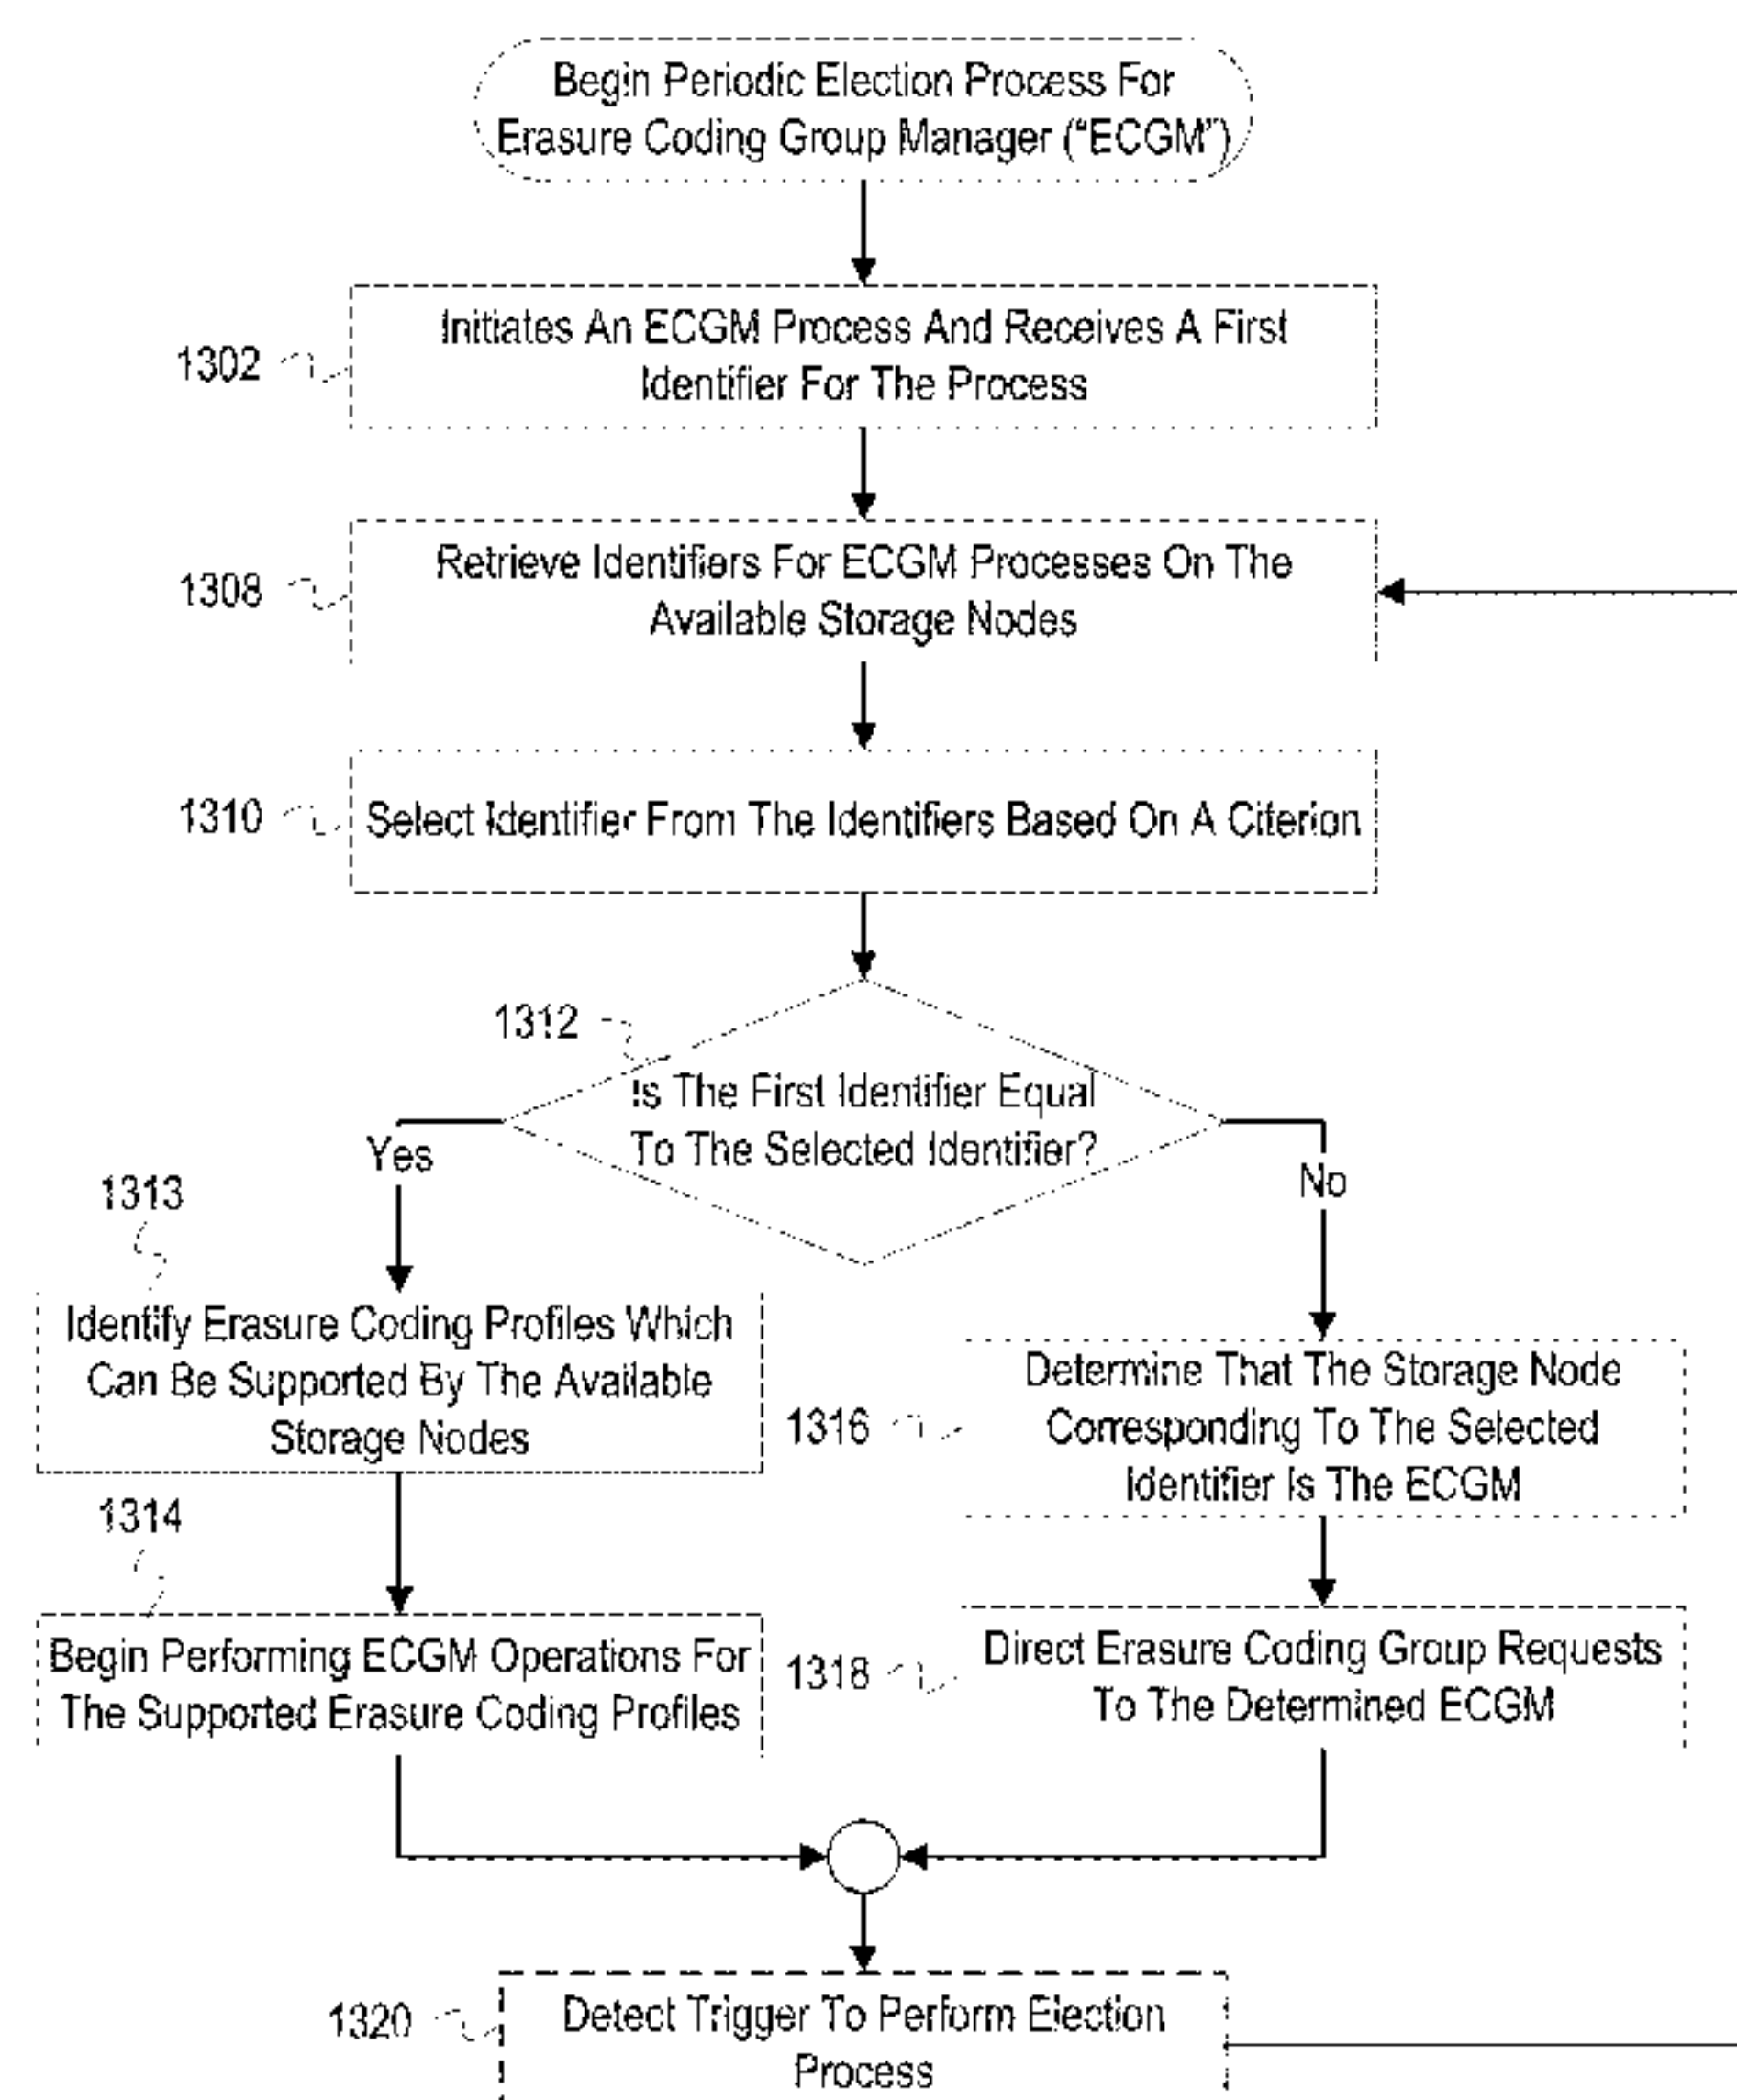 Begin Periodic Election Process For
Erasure Coding Group Manager ("ECGM")
1302
Initiates An ECGM Process And Receives A First
Identifier For The Process
1308
Retrieve Identifiers For ECGM Processes On The
Available Storage Nodes
1310
Select Identifier From The Identifiers Based On A Citerion
1312
Is The First Identifier Equal
To The Selected Identifier?
Yes
No
1313
Identify Erasure Coding Profiles Which
Can Be Supported By The Available
Storage Nodes
1316
Determine That The Storage Node
Corresponding To The Selected
Identifier Is The ECGM
1314
Begin Performing ECGM Operations For
The Supported Erasure Coding Profiles
1318
Direct Erasure Coding Group Requests
To The Determined ECGM
1320
Detect Trigger To Perform Election
Process